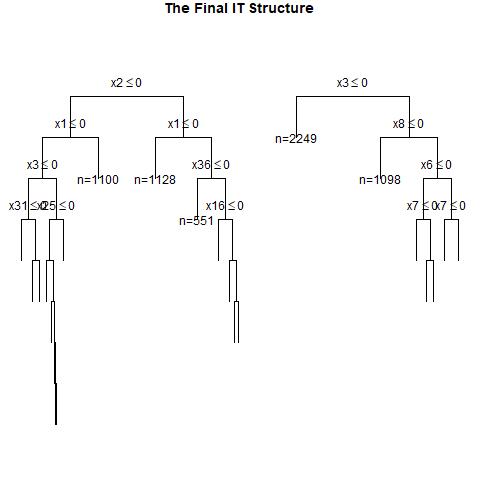 The Final IT Structure
x2 ≤ 0
x3 ≤ 0
x1 ≤ 0
x1 ≤ 0
n=2249
x8 ≤ 0
x3 ≤ 0
n=1100
n=1128
x36 ≤ 0
n=1098
x6 ≤ 0
x31 ≤ 0
x25 ≤ 0
n=551
x16 ≤ 0
x7 ≤ 0
x7 ≤ 0